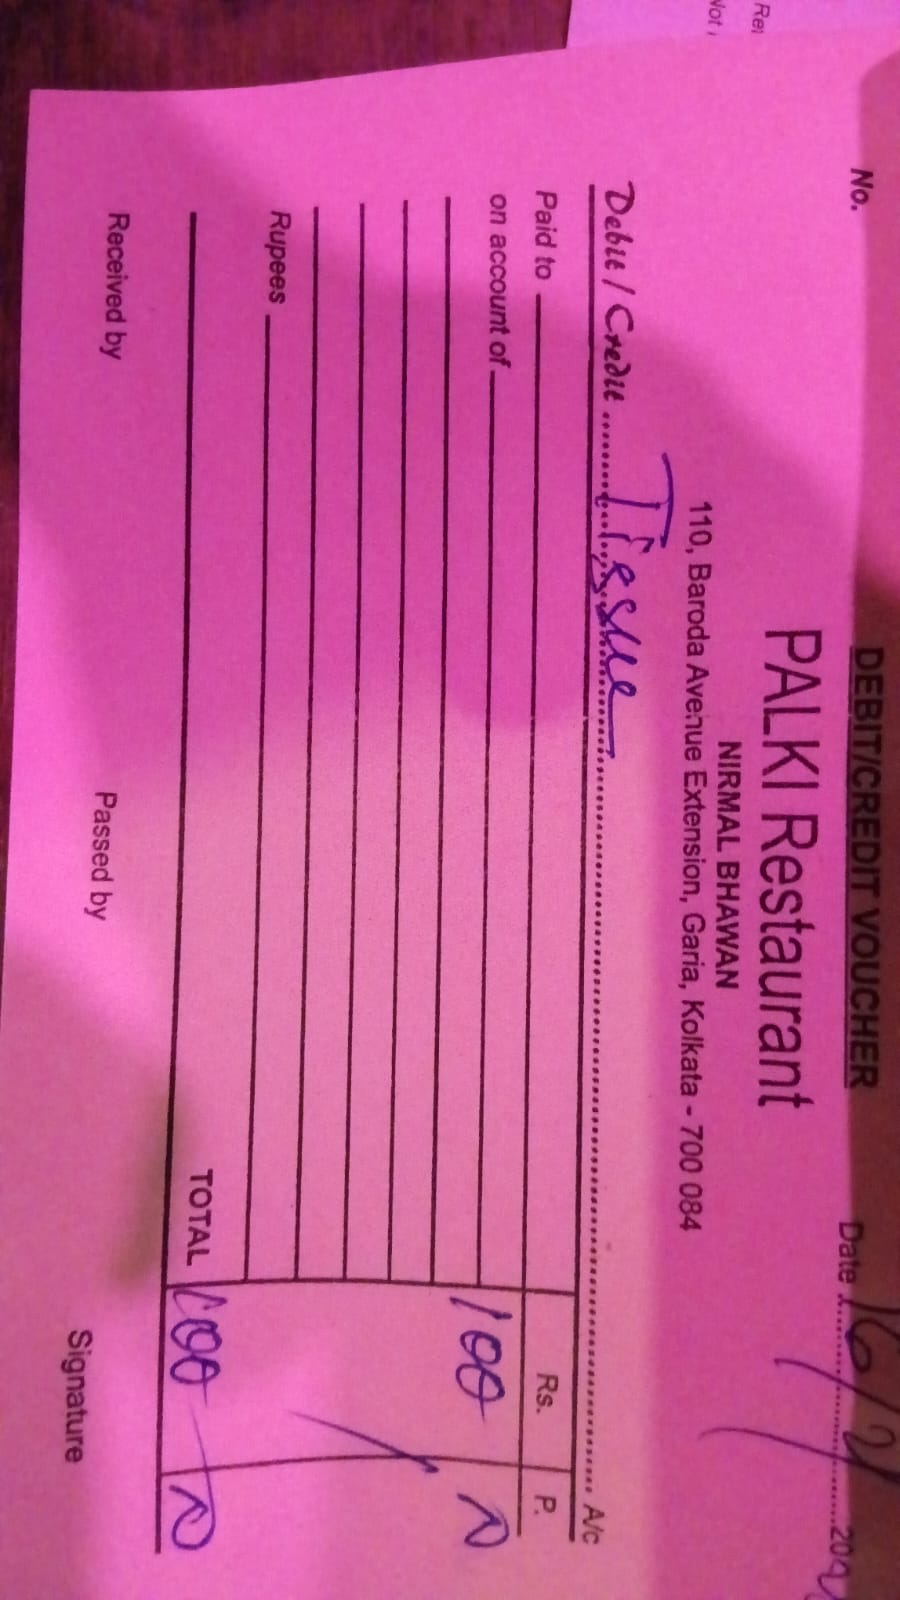 No.
DEBIT/CREDIT VOUCHER
Date 16/2/20
PALKI Restaurant
NIRMAL BHAWAN
110, Baroda Avenue Extension, Garia, Kolkata - 700 084
Debit / Credit Tissue A/c
Paid to Rs. P.
on account of 100
Rupees
TOTAL 100
Received by Passed by Signature